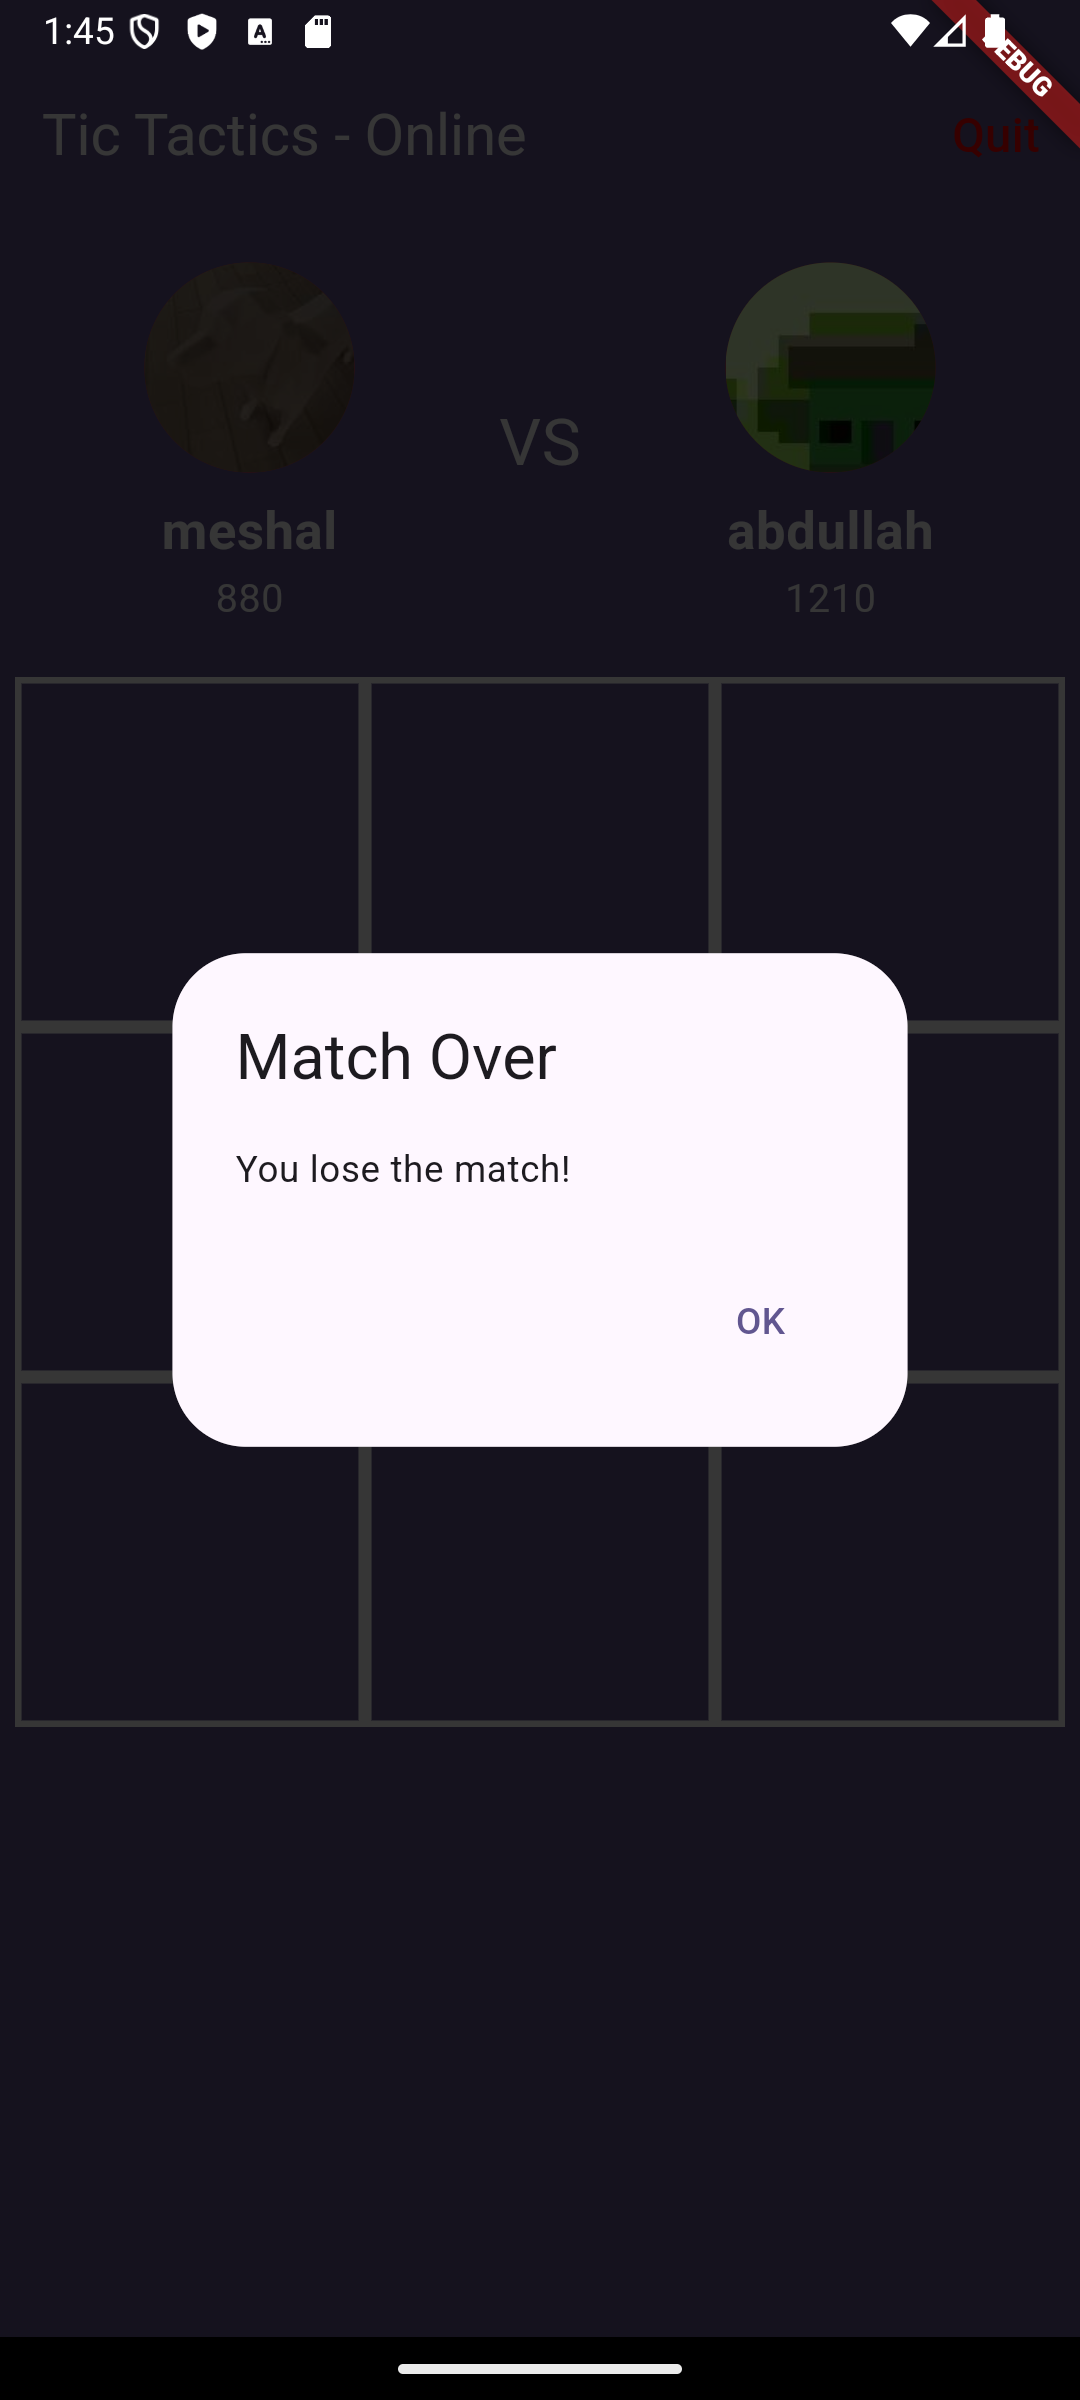 1:45
DEBUG
Tic Tactics - Online
Quit
VS
meshal
abdullah
880
1210
Match Over
You lose the match!
OK